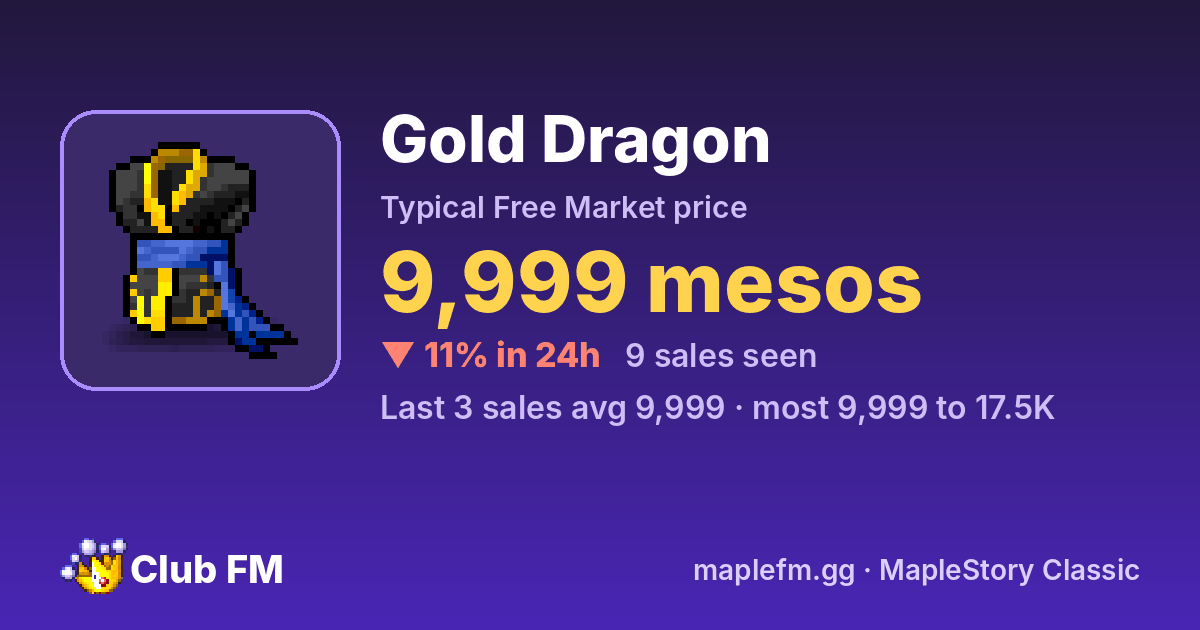 Gold Dragon
Typical Free Market price
9,999 mesos
▼ 11% in 24h 9 sales seen
Last 3 sales avg 9,999 · most 9,999 to 17.5K
Club FM
maplefm.gg · MapleStory Classic